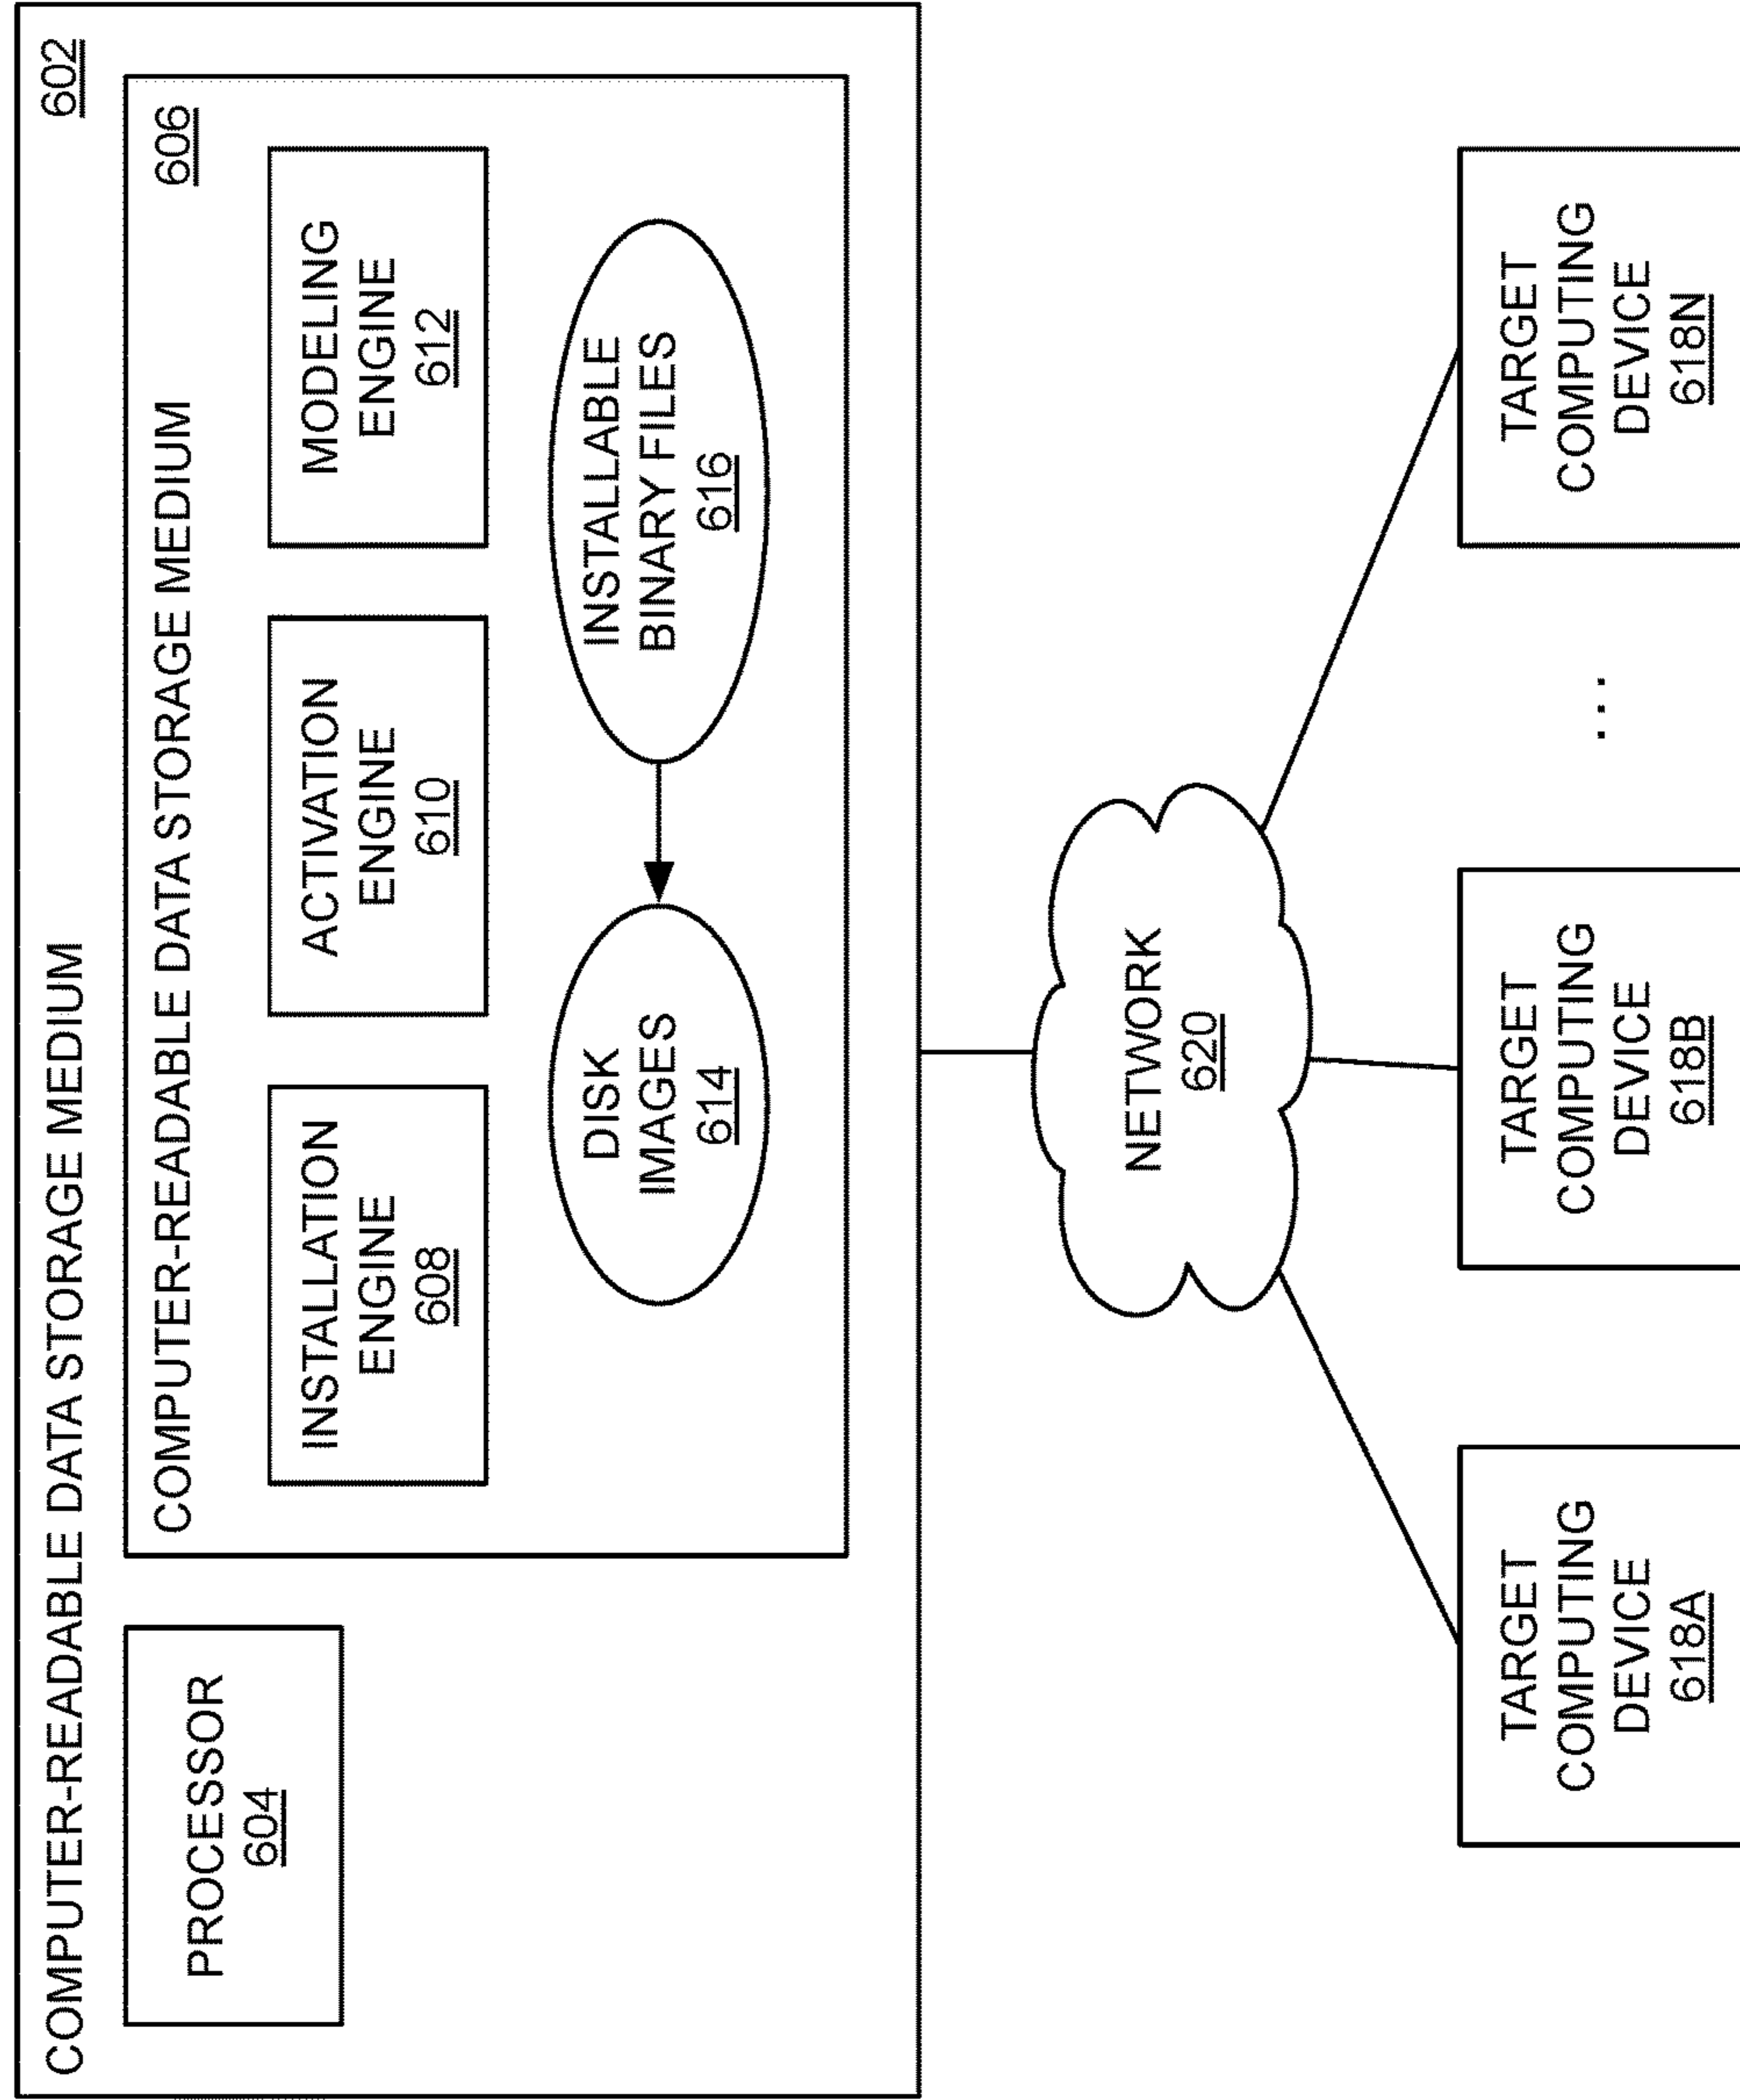 COMPUTER-READABLE DATA STORAGE MEDIUM
602
PROCESSOR
604
COMPUTER-READABLE DATA STORAGE MEDIUM
606
INSTALLATION
ENGINE
608
ACTIVATION
ENGINE
610
MODELING
ENGINE
612
DISK
IMAGES
614
INSTALLABLE
BINARY FILES
616
NETWORK
620
TARGET
COMPUTING
DEVICE
618A
TARGET
COMPUTING
DEVICE
618B
...
TARGET
COMPUTING
DEVICE
618N